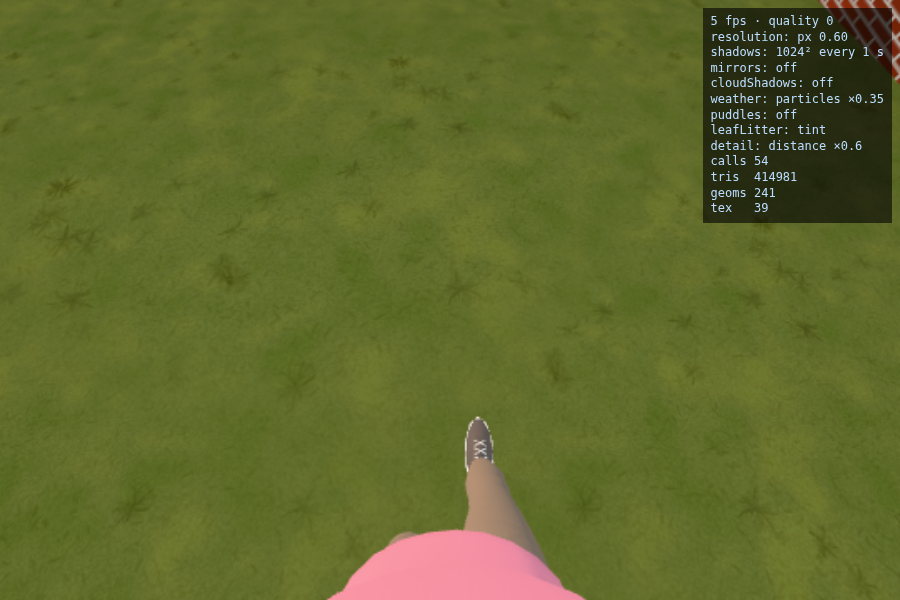 5 fps · quality 0
resolution: px 0.60
shadows: 1024² every 1 s
mirrors: off
cloudShadows: off
weather: particles ×0.35
puddles: off
leafLitter: tint
detail: distance ×0.6
calls 54
tris 414981
geoms 241
tex 39